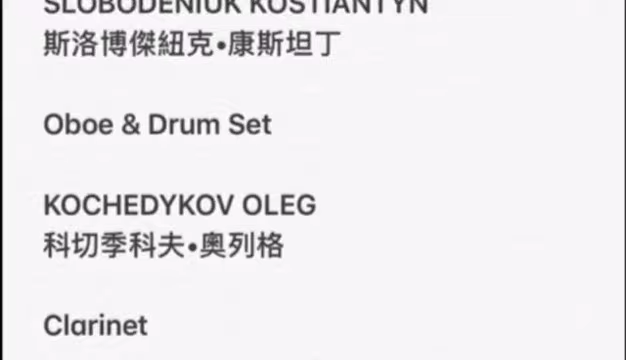 SLOBODENIUK KOSTIANTYN
斯洛博傑紐克•康斯坦丁
Oboe & Drum Set
KOCHEDYKOV OLEG
科切季科夫•奧列格
Clarinet